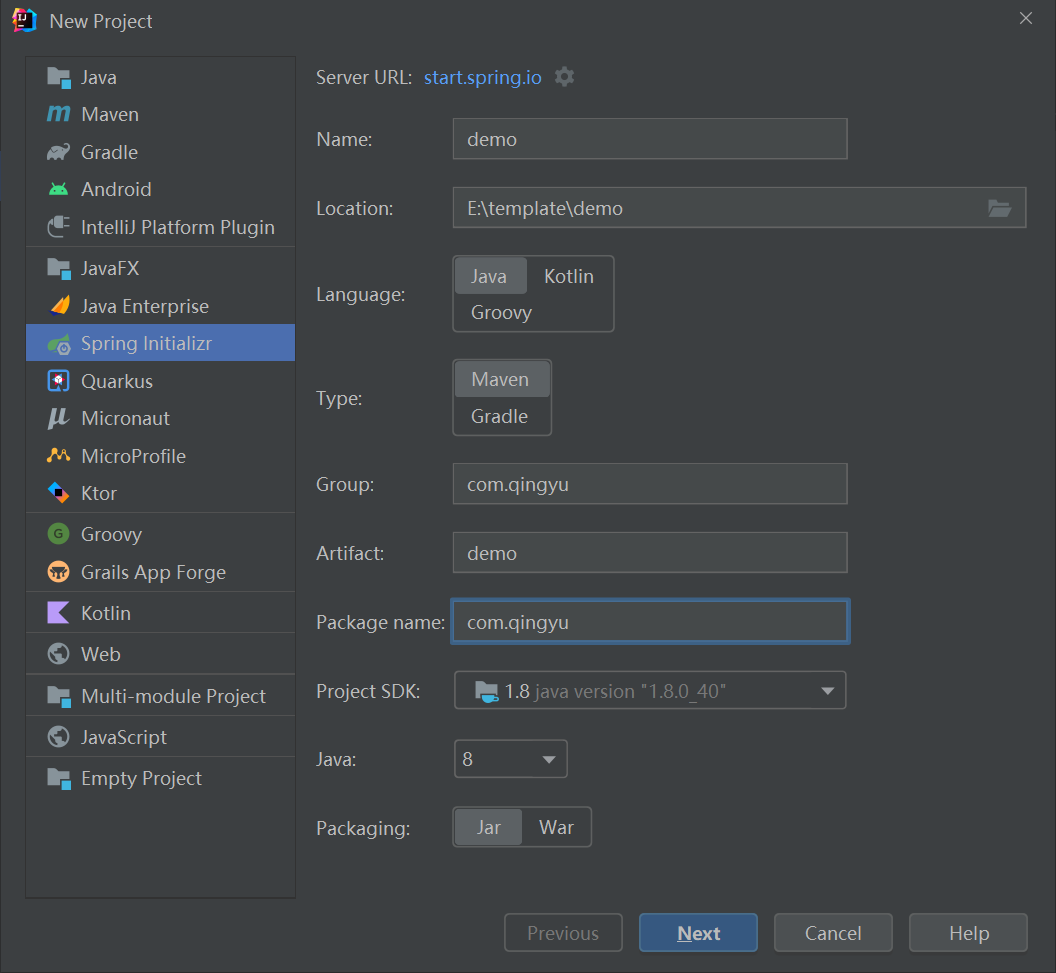 New Project
Java
Maven
Gradle
Android
IntelliJ Platform Plugin
JavaFX
Java Enterprise
Spring Initializr
Quarkus
Micronaut
MicroProfile
Ktor
Groovy
Grails App Forge
Kotlin
Web
Multi-module Project
JavaScript
Empty Project
Server URL: start.spring.io
Name: demo
Location: E:\template\demo
Language: Java Kotlin
Groovy
Type: Maven
Gradle
Group: com.qingyu
Artifact: demo
Package name: com.qingyu
Project SDK: 1.8 java version "1.8.0_40"
Java: 8
Packaging: Jar War
Previous Next Cancel Help